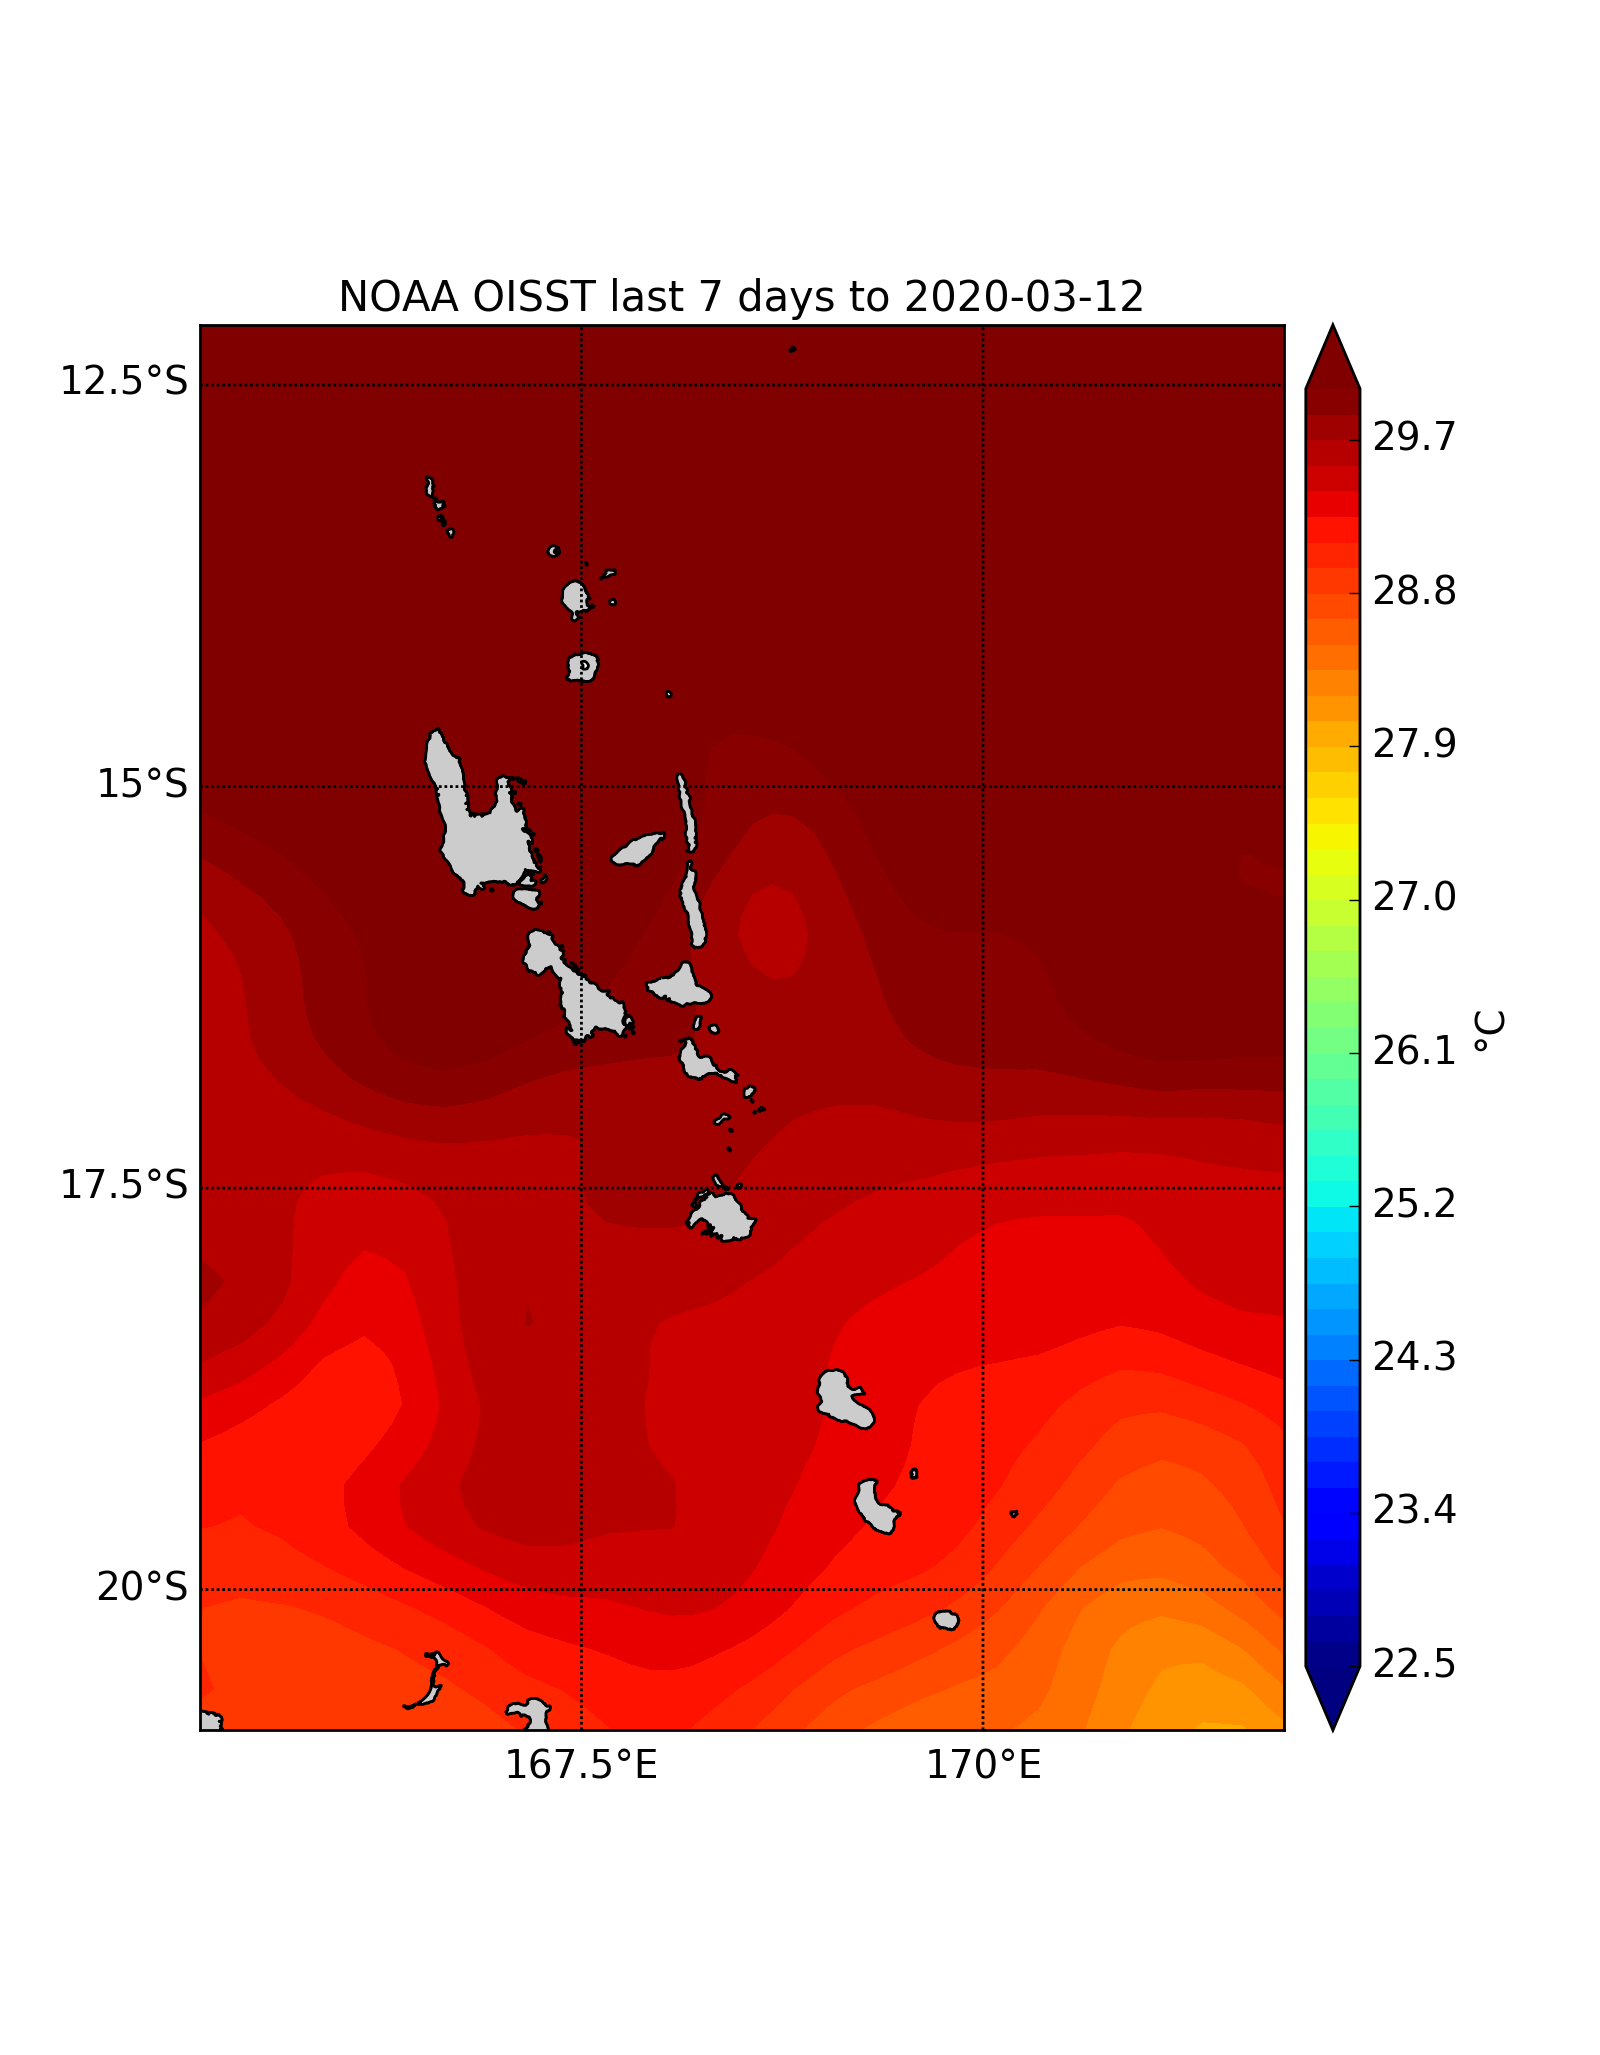 NOAA OISST last 7 days to 2020-03-12
12.5°S
15°S
17.5°S
20°S
167.5°E
170°E
29.7
28.8
27.9
27.0
26.1
25.2
24.3
23.4
22.5
°C